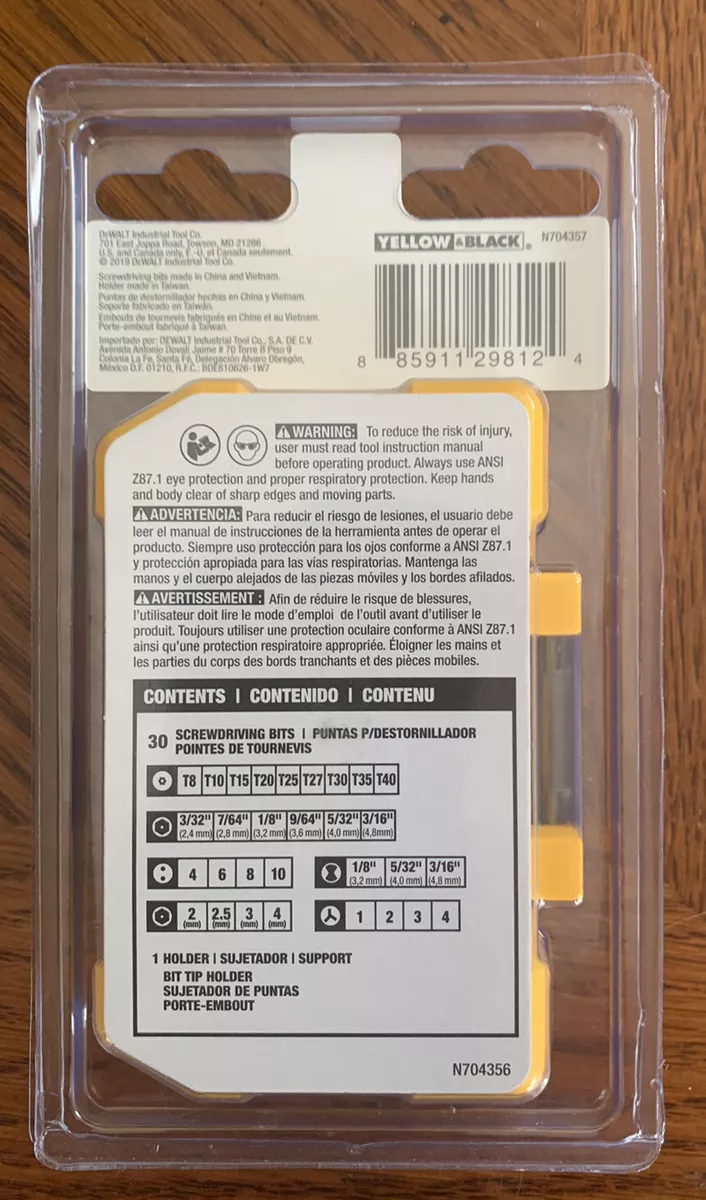 DeWALT Industrial Tool Co.
701 East Joppa Road, Towson, MD 21286
U.S. and Canada only, É.-U. et Canada seulement.
© 2019 DeWALT Industrial Tool Co.
Screwdriving bits made in China and Vietnam.
Holder made in Taiwan.
Puntas de destornillador hechas en China y Vietnam.
Soporte fabricado en Taiwán.
Embouts de tournevis fabriqués en Chine et au Vietnam.
Porte-embout fabriqué à Taiwan.
Importado por: DEWALT Industrial Tool Co., S.A. DE C.V.
Avenida Antonio Dovali Jaime # 70 Torre B Piso 9
Colonia La Fe, Santa Fé, Delegación Alvaro Obregón,
México D.F. 01210, R.F.C.: BDE810626-1W7
YELLOW & BLACK® N704357
8 85911 29812 4
WARNING: To reduce the risk of injury,
user must read tool instruction manual
before operating product. Always use ANSI
Z87.1 eye protection and proper respiratory protection. Keep hands
and body clear of sharp edges and moving parts.
ADVERTENCIA: Para reducir el riesgo de lesiones, el usuario debe
leer el manual de instrucciones de la herramienta antes de operar el
producto. Siempre uso protección para los ojos conforme a ANSI Z87.1
y protección apropiada para las vías respiratorias. Mantenga las
manos y el cuerpo alejados de las piezas móviles y los bordes afilados.
AVERTISSEMENT : Afin de réduire le risque de blessures,
l'utilisateur doit lire le mode d'emploi de l'outil avant d'utiliser le
produit. Toujours utiliser une protection oculaire conforme à ANSI Z87.1
ainsi qu'une protection respiratoire appropriée. Éloigner les mains et
les parties du corps des bords tranchants et des pièces mobiles.
CONTENTS | CONTENIDO | CONTENU
30 SCREWDRIVING BITS | PUNTAS P/DESTORNILLADOR
POINTES DE TOURNEVIS
T8 T10 T15 T20 T25 T27 T30 T35 T40
3/32" 7/64" 1/8" 9/64" 5/32" 3/16"
(2,4 mm) (2,8 mm) (3,2 mm) (3,6 mm) (4,0 mm) (4,8mm)
4 6 8 10
1/8" 5/32" 3/16"
(3,2 mm) (4,0 mm) (4,8 mm)
2 2.5 3 4
(mm) (mm) (mm) (mm)
1 2 3 4
1 HOLDER | SUJETADOR | SUPPORT
BIT TIP HOLDER
SUJETADOR DE PUNTAS
PORTE-EMBOUT
N704356